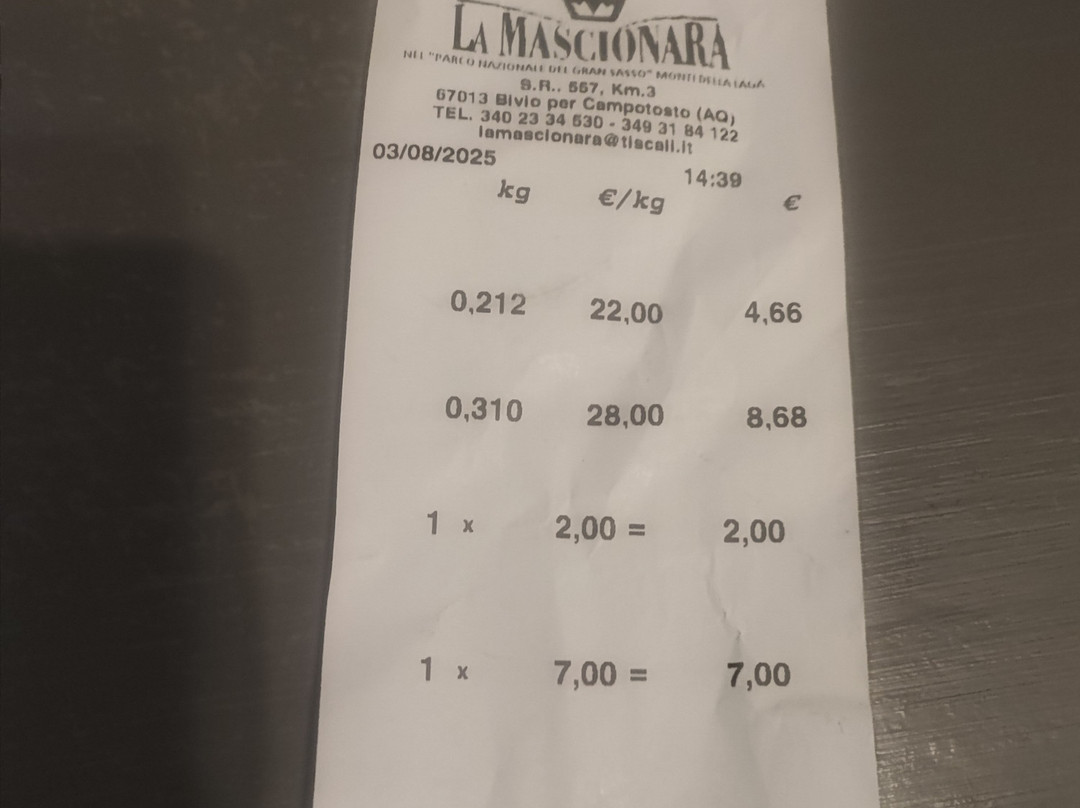 LA MASCIONARA
NEL "PARCO NAZIONALE DEL GRAN SASSO" MONTI DELLA LAGA
S.R.. 557, Km.3
67013 Bivio per Campotosto (AQ)
TEL. 340 23 34 530 - 349 31 84 122
lamascionara@tiscali.it
03/08/2025 14:39
kg €/kg €
0,212 22,00 4,66
0,310 28,00 8,68
1 x 2,00 = 2,00
1 x 7,00 = 7,00